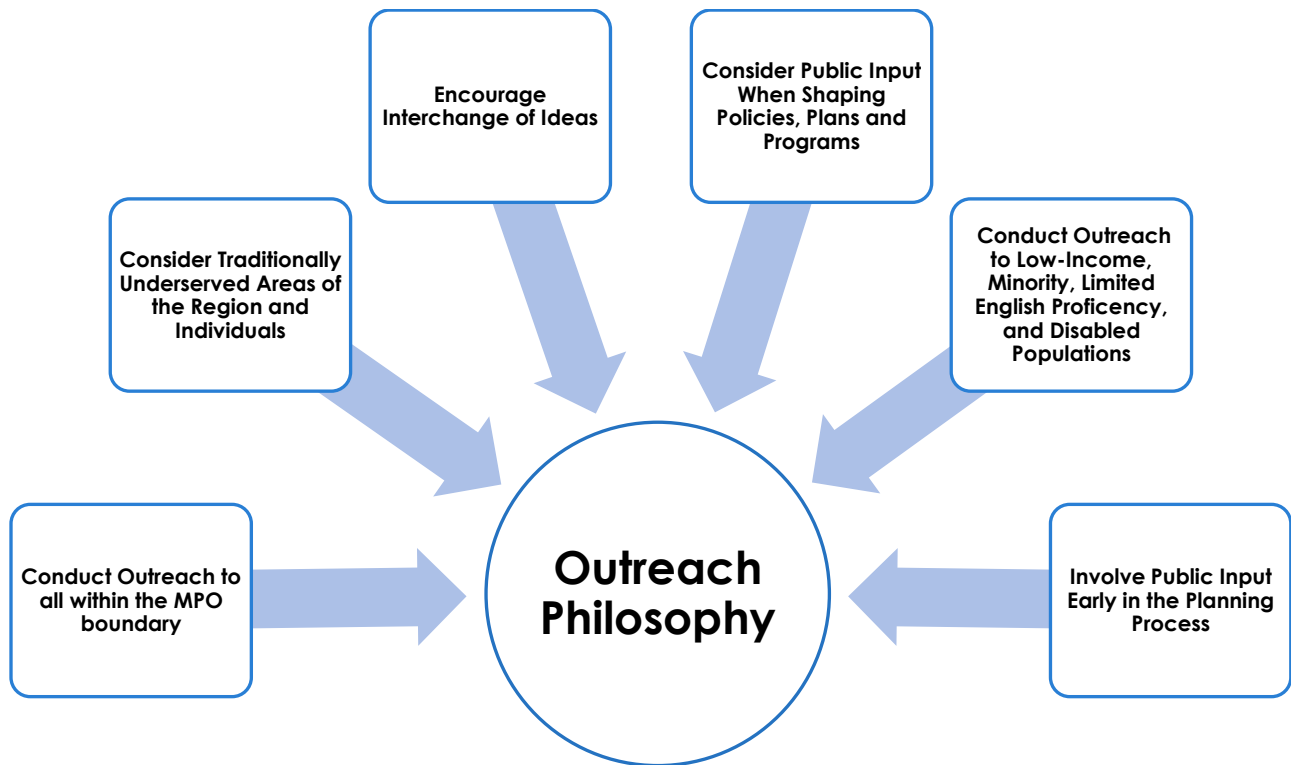 Encourage
Interchange of Ideas
Consider Public Input
When Shaping
Policies, Plans and
Programs
Consider Traditionally
Underserved Areas of
the Region and
Individuals
Conduct Outreach
to Low-Income,
Minority, Limited
English Proficency,
and Disabled
Populations
Conduct Outreach to
all within the MPO
boundary
Outreach
Philosophy
Involve Public Input
Early in the Planning
Process